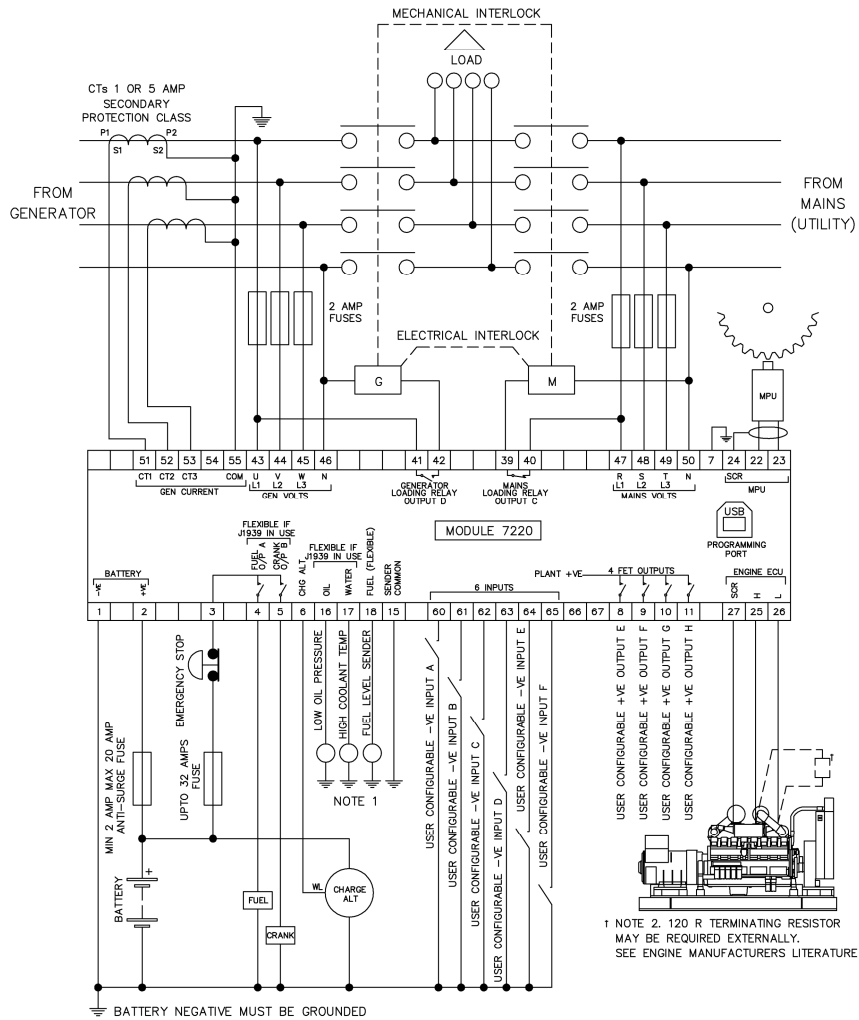 MECHANICAL INTERLOCK
LOAD
CTs 1 OR 5 AMP
SECONDARY
PROTECTION CLASS
P1
P2
S1
S2
FROM
GENERATOR
FROM
MAINS
(UTILITY)
2 AMP
FUSES
2 AMP
FUSES
ELECTRICAL INTERLOCK
G
M
MPU
51
52
53
54
55
43
44
45
46
41
42
39
40
47
48
49
50
7
24
22
23
CT1
CT2
CT3
COM
U
V
W
N
R
S
T
N
SCR
L1
L2
L3
L1
L2
L3
GEN CURRENT
GEN VOLTS
GENERATOR
LOADING RELAY
OUTPUT D
MAINS
LOADING RELAY
OUTPUT C
MAINS VOLTS
MPU
USB
PROGRAMMING
PORT
MODULE 7220
FLEXIBLE IF
J1939 IN USE
FUEL
O/P A
CRANK
O/P B
CHG ALT
FLEXIBLE IF
J1939 IN USE
OIL
WATER
FUEL (FLEXIBLE)
SENDER
COMMON
BATTERY
-VE
+VE
6 INPUTS
PLANT +VE
4 FET OUTPUTS
ENGINE ECU
SCR
H
L
1
2
3
4
5
6
16
17
18
15
60
61
62
63
64
65
66
67
8
9
10
11
27
25
26
EMERGENCY STOP
MIN 2 AMP MAX 20 AMP
ANTI-SURGE FUSE
UPTO 32 AMPS
FUSE
LOW OIL PRESSURE
HIGH COOLANT TEMP
FUEL LEVEL SENDER
NOTE 1
USER CONFIGURABLE -VE INPUT A
USER CONFIGURABLE -VE INPUT B
USER CONFIGURABLE -VE INPUT C
USER CONFIGURABLE -VE INPUT D
USER CONFIGURABLE -VE INPUT E
USER CONFIGURABLE -VE INPUT F
USER CONFIGURABLE +VE OUTPUT E
USER CONFIGURABLE +VE OUTPUT F
USER CONFIGURABLE +VE OUTPUT G
USER CONFIGURABLE +VE OUTPUT H
BATTERY
+
-
FUEL
CRANK
WL
CHARGE
ALT
†
† NOTE 2. 120 R TERMINATING RESISTOR
MAY BE REQUIRED EXTERNALLY.
SEE ENGINE MANUFACTURERS LITERATURE
BATTERY NEGATIVE MUST BE GROUNDED